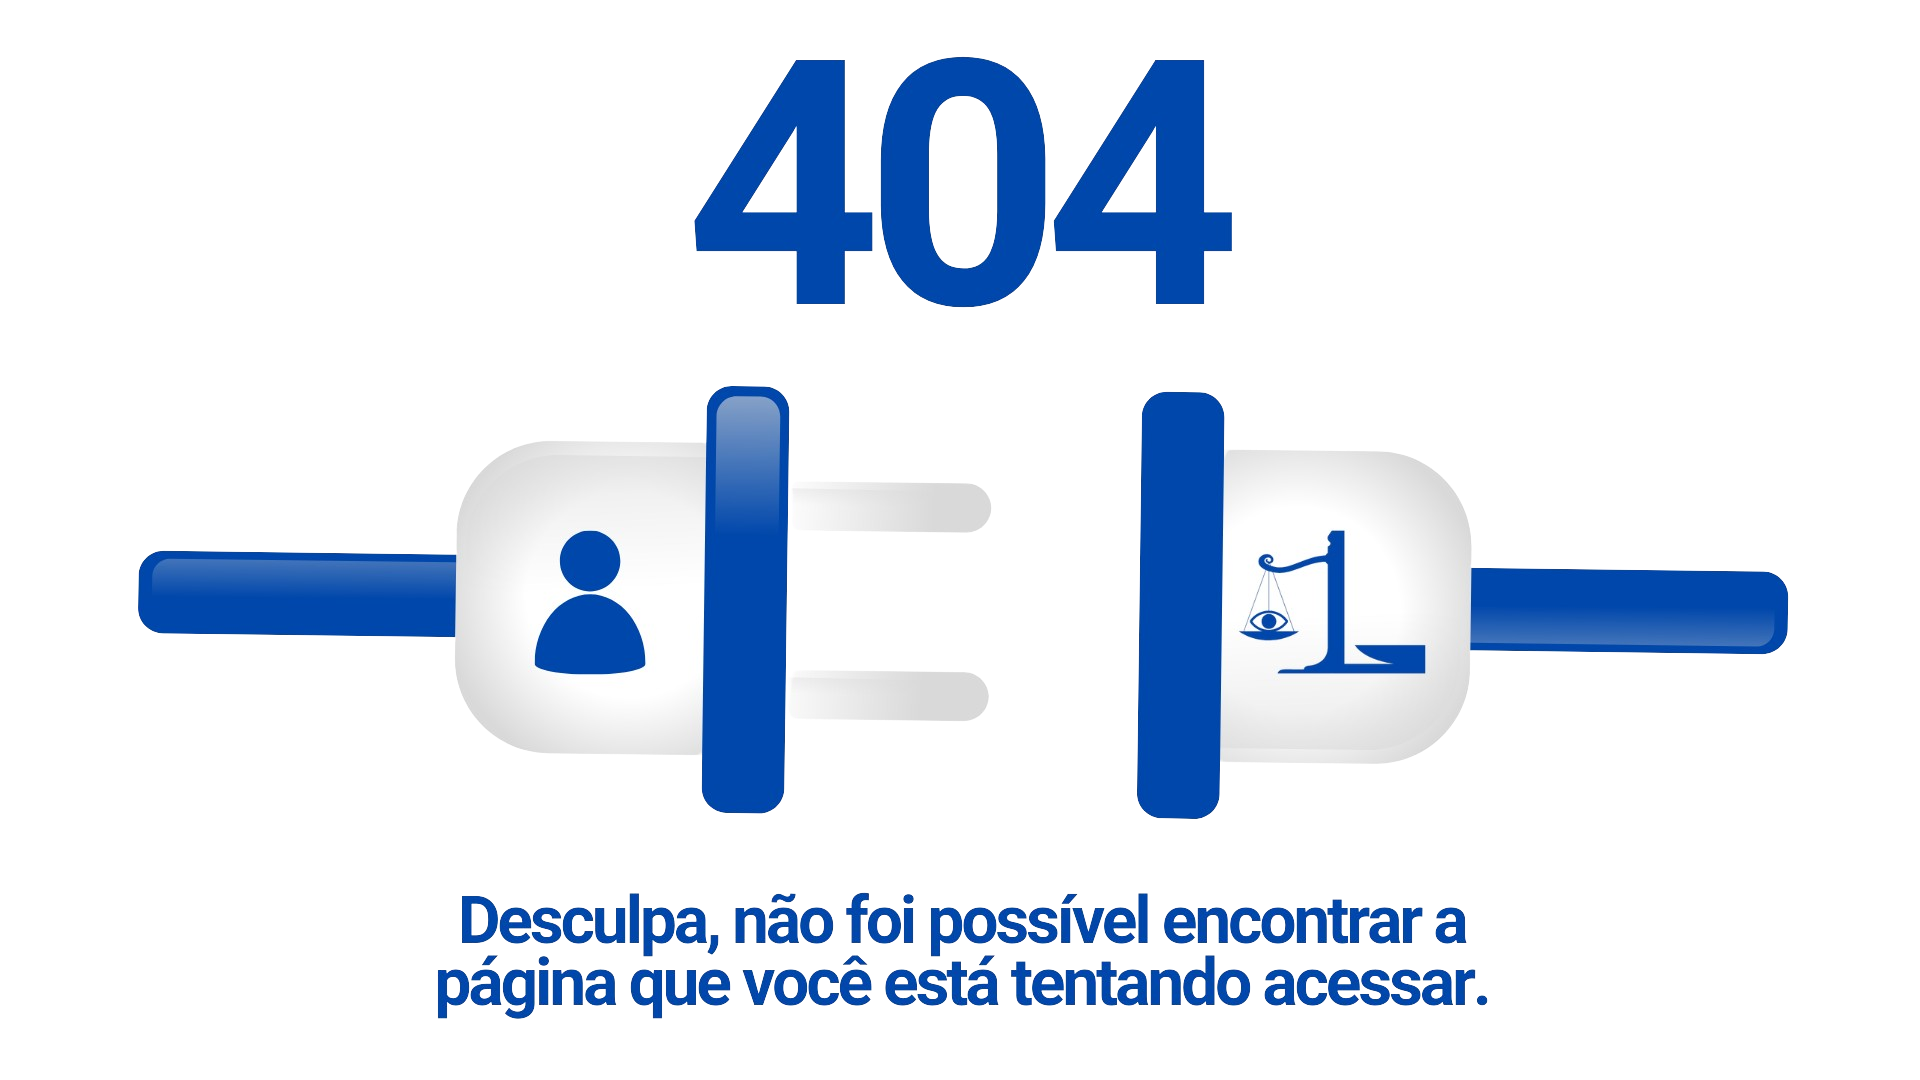 404
Desculpa, não foi possível encontrar a
página que você está tentando acessar.